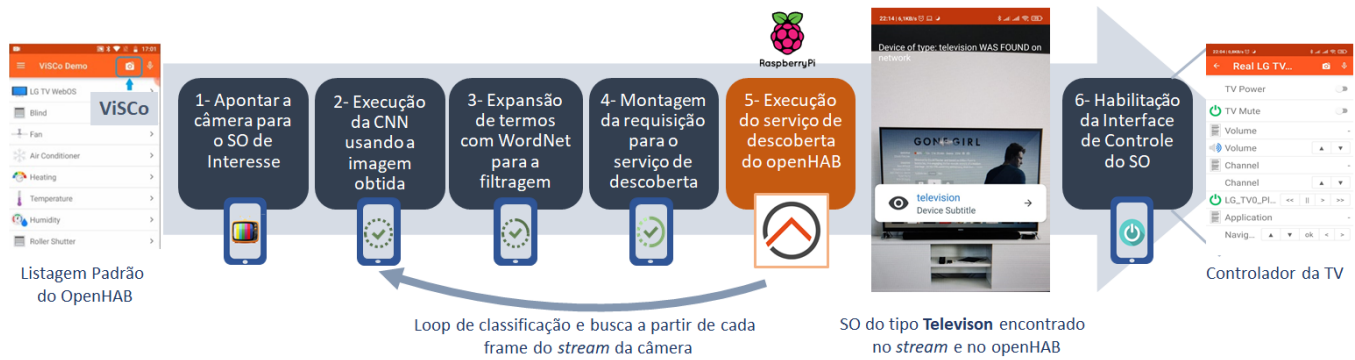 17:01
ViSCo Demo
LG TV WebOS
ViSCo
Blind
Fan
Air Conditioner
Heating
Temperature
Humidity
Roller Shutter
Listagem Padrão
do OpenHAB
1- Apontar a
câmera para
o SO de
Interesse
2- Execução
da CNN
usando a
imagem
obtida
3- Expansão
de termos
com WordNet
para a
filtragem
4- Montagem
da requisição
para o
serviço de
descoberta
RaspberryPi
5- Execução
do serviço de
descoberta
do openHAB
Loop de classificação e busca a partir de cada
frame do stream da câmera
Device of type: television WAS FOUND on
network
GONE GIRL
television
Device Subtitle
SO do tipo Televison encontrado
no stream e no openHAB
6- Habilitação
da Interface
de Controle
do SO
Real LG TV...
TV Power
TV Mute
Volume -
Volume
Channel -
Channel
LG_TV0_Pl... << || > >>
Application -
Navig... ▲ ▼ ok < >
Controlador da TV